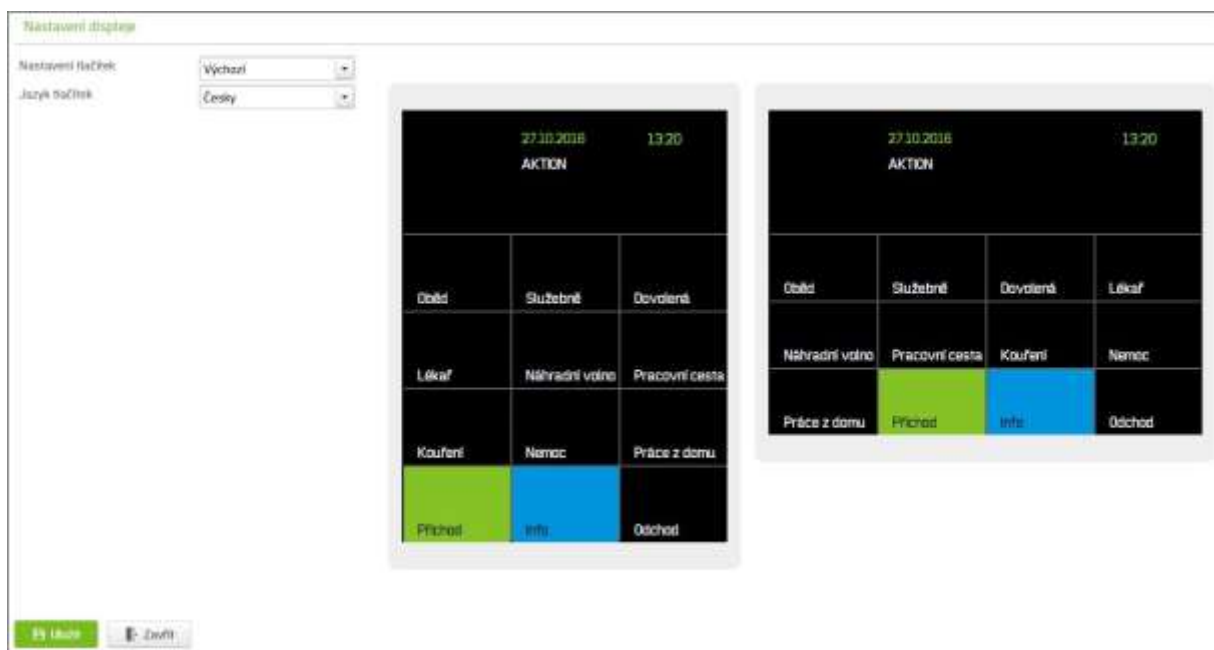 Nastavení displeje
Nastavení tlačítek Výchozí
Jazyk tlačítek Česky
27.10.2016 13:20
AKTION
Oběd Služebně Dovolená
Lékař Náhradní volno Pracovní cesta
Kouření Nemoc Práce z domu
Příchod Info Odchod
27.10.2016 13:20
AKTION
Oběd Služebně Dovolená Lékař
Náhradní volno Pracovní cesta Kouření Nemoc
Práce z domu Příchod Info Odchod
Uložit Zavřít